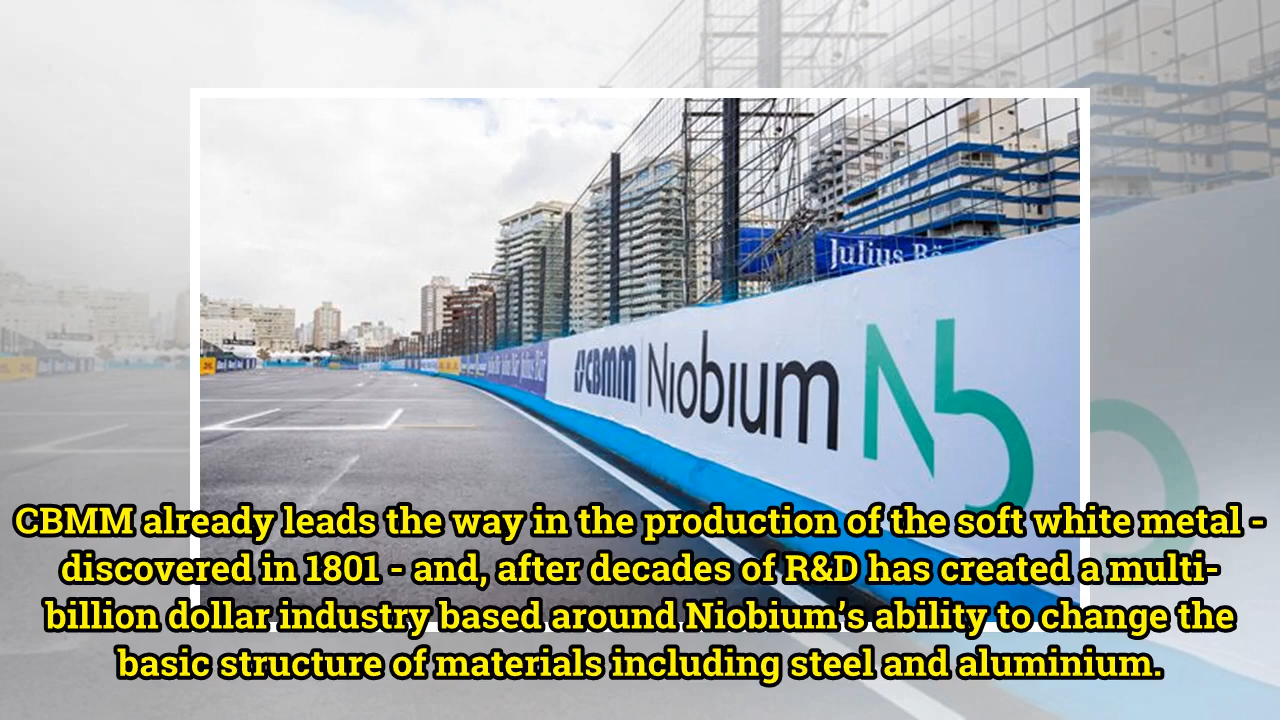 Julius Bä
CBMM Niobium Nb
CBMM already leads the way in the production of the soft white metal -
discovered in 1801 - and, after decades of R&D has created a multi-
billion dollar industry based around Niobium’s ability to change the
basic structure of materials including steel and aluminium.